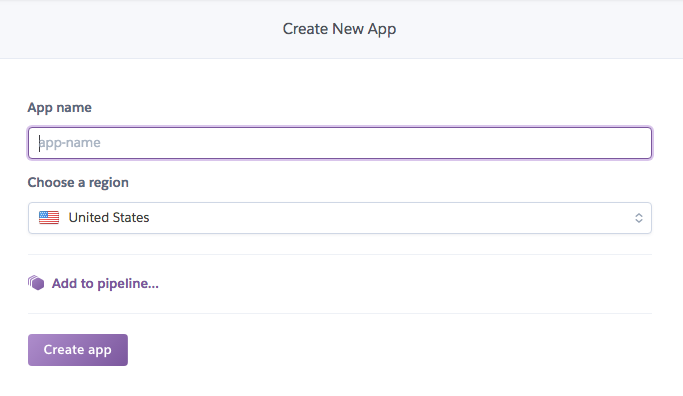 Create New App
App name
app-name
Choose a region
United States
Add to pipeline...
Create app